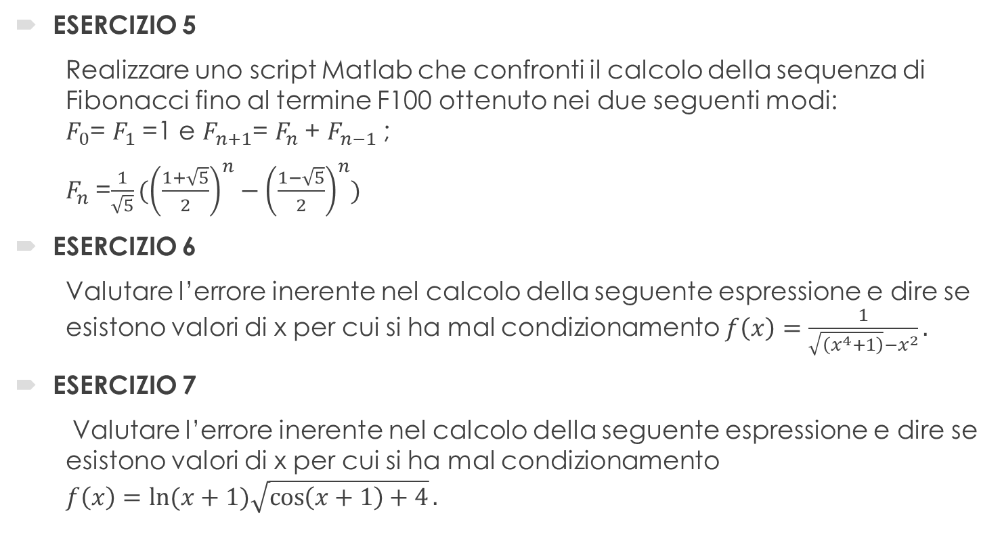 ESERCIZIO 5
Realizzare uno script Matlab che confronti il calcolo della sequenza di
Fibonacci fino al termine F100 ottenuto nei due seguenti modi:
$F_0$= $F_1$ =1 e $F_{n+1}$= $F_n$ + $F_{n-1}$ ;
$F_n$ =$\frac{1}{\sqrt{5}}(\left(\frac{1+\sqrt{5}}{2}\right)^n - \left(\frac{1-\sqrt{5}}{2}\right)^n)$
ESERCIZIO 6
Valutare l'errore inerente nel calcolo della seguente espressione e dire se
esistono valori di x per cui si ha mal condizionamento $f(x) = \frac{1}{\sqrt{(x^4+1)}-x^2}$.
ESERCIZIO 7
Valutare l'errore inerente nel calcolo della seguente espressione e dire se
esistono valori di x per cui si ha mal condizionamento
$f(x) = \ln(x + 1)\sqrt{\cos(x + 1) + 4}$.